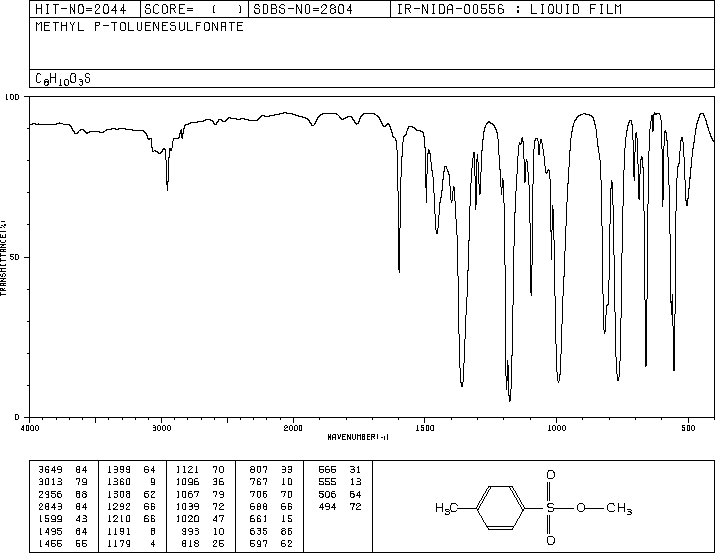 HIT-NO=2044 SCORE= ( ) SDBS-NO=2804 IR-NIDA-00556 : LIQUID FILM
METHYL P-TOLUENESULFONATE
C8H10O3S
100
50
0
TRANSMITTANCE(%)
4000 3000 2000 1500 1000 500
WAVENUMBER(-1)
3649 84 1399 64 1121 70 807 33 566 31
3013 79 1360 9 1096 36 767 10 555 13
2956 68 1308 62 1067 79 706 70 506 64
2843 84 1292 66 1039 72 688 66 494 72
1599 43 1210 66 1020 47 661 15
1495 64 1191 8 993 10 635 86
1455 55 1179 4 818 25 597 62
H3C
O
S
O
O
CH3